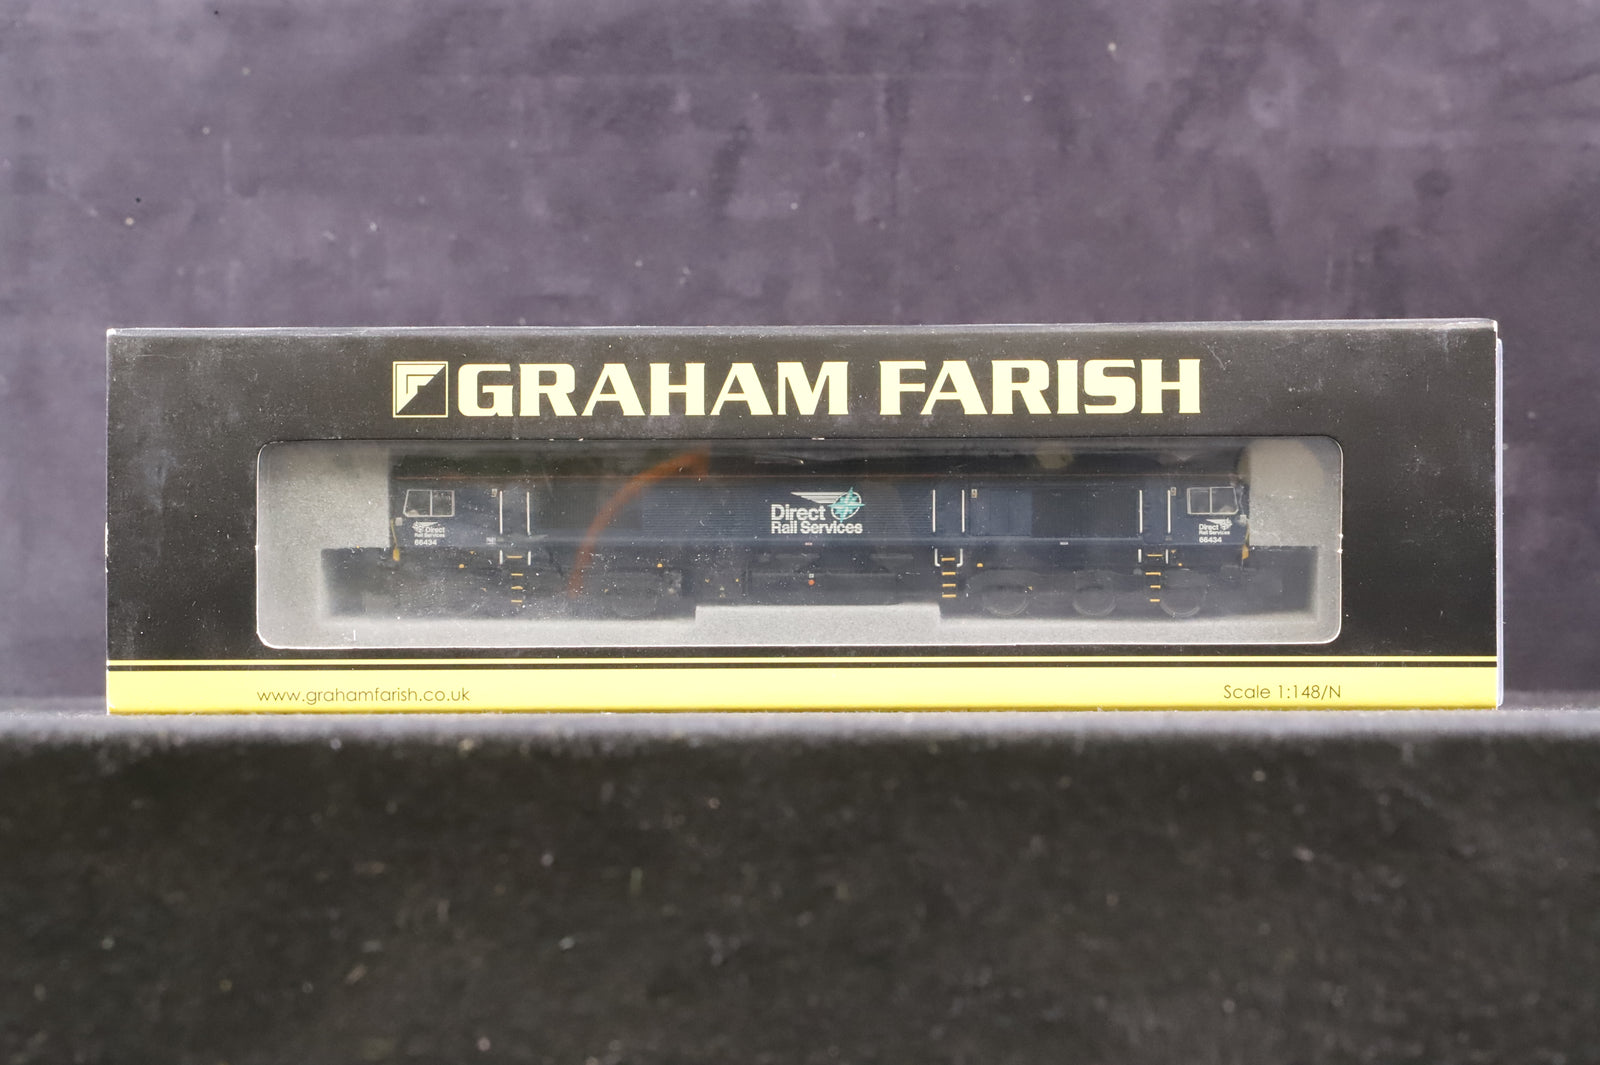 GRAHAM FARISH
Direct
Rail Services
66434
Direct
Rail Services
Direct
Rail Services
66434
www.grahamfarish.co.uk
Scale 1:148/N